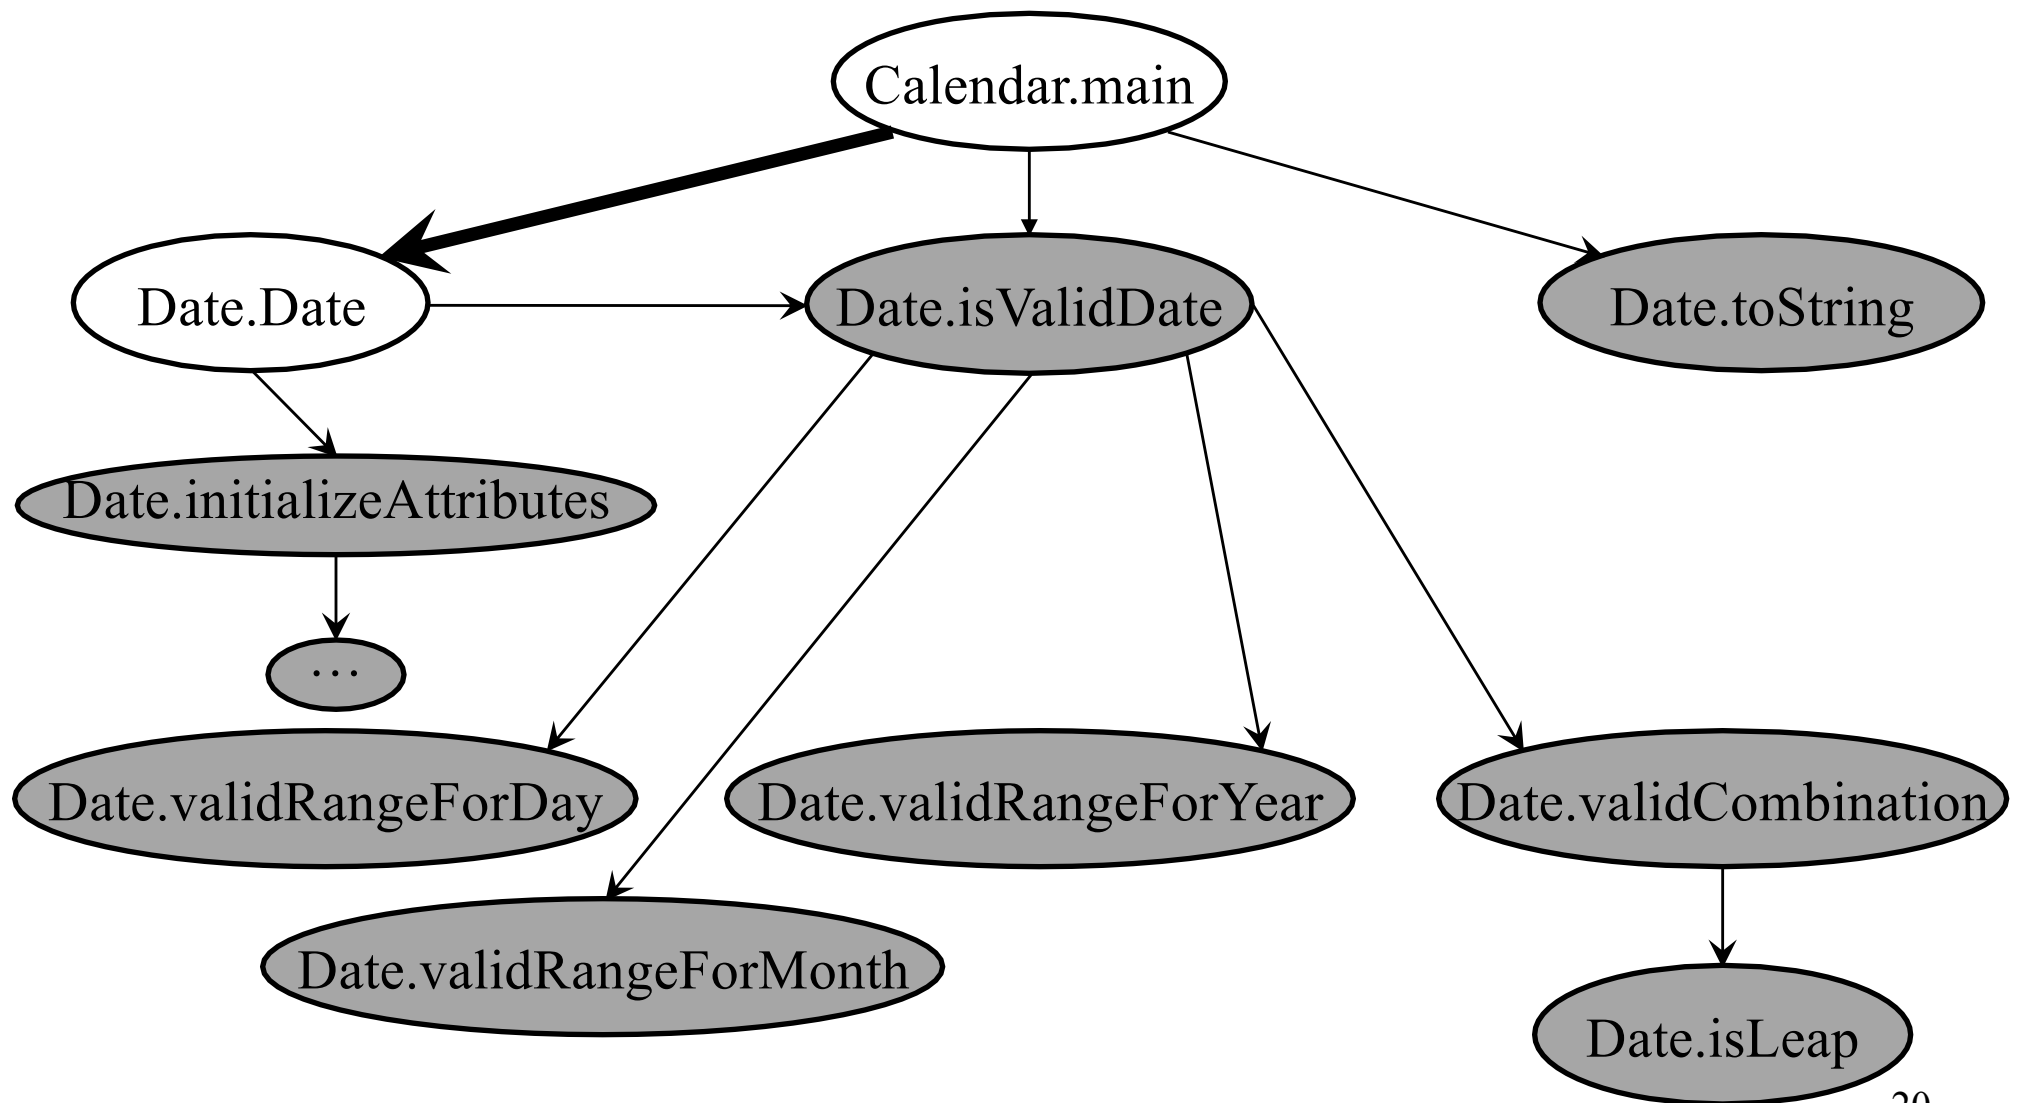 Calendar.main
Date.Date
Date.isValidDate
Date.toString
Date.initializeAttributes
...
Date.validRangeForDay
Date.validRangeForYear
Date.validCombination
Date.validRangeForMonth
Date.isLeap
20